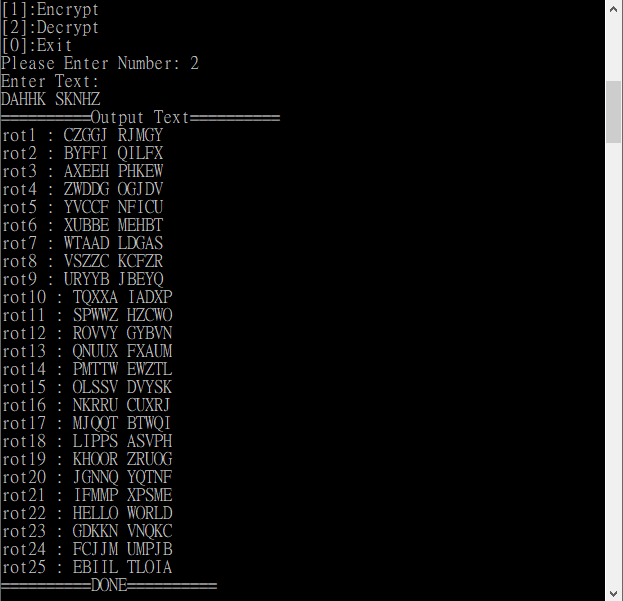 [1]:Encrypt
[2]:Decrypt
[0]:Exit
Please Enter Number: 2
Enter Text:
DAHHK SKNHZ
==========Output Text==========
rot1 : CZGGJ RJMGY
rot2 : BYFFI QILFX
rot3 : AXEEH PHKEW
rot4 : ZWDDG OGJDV
rot5 : YVCCF NFICU
rot6 : XUBBE MEHBT
rot7 : WTAAD LDGAS
rot8 : VSZZC KCFZR
rot9 : URYYB JBEYQ
rot10 : TQXXA IADXP
rot11 : SPWWZ HZCWO
rot12 : ROVVY GYBVN
rot13 : QNUUX FXAUM
rot14 : PMTTW EWZTL
rot15 : OLSSV DVYSK
rot16 : NKRRU CUXRJ
rot17 : MJQQT BTWQI
rot18 : LIPPS ASVPH
rot19 : KHOOR ZRUOG
rot20 : JGNNQ YQTNF
rot21 : IFMMP XPSME
rot22 : HELLO WORLD
rot23 : GDKKN VNQKC
rot24 : FCJJM UMPJB
rot25 : EBIIL TLOIA
==========DONE==========